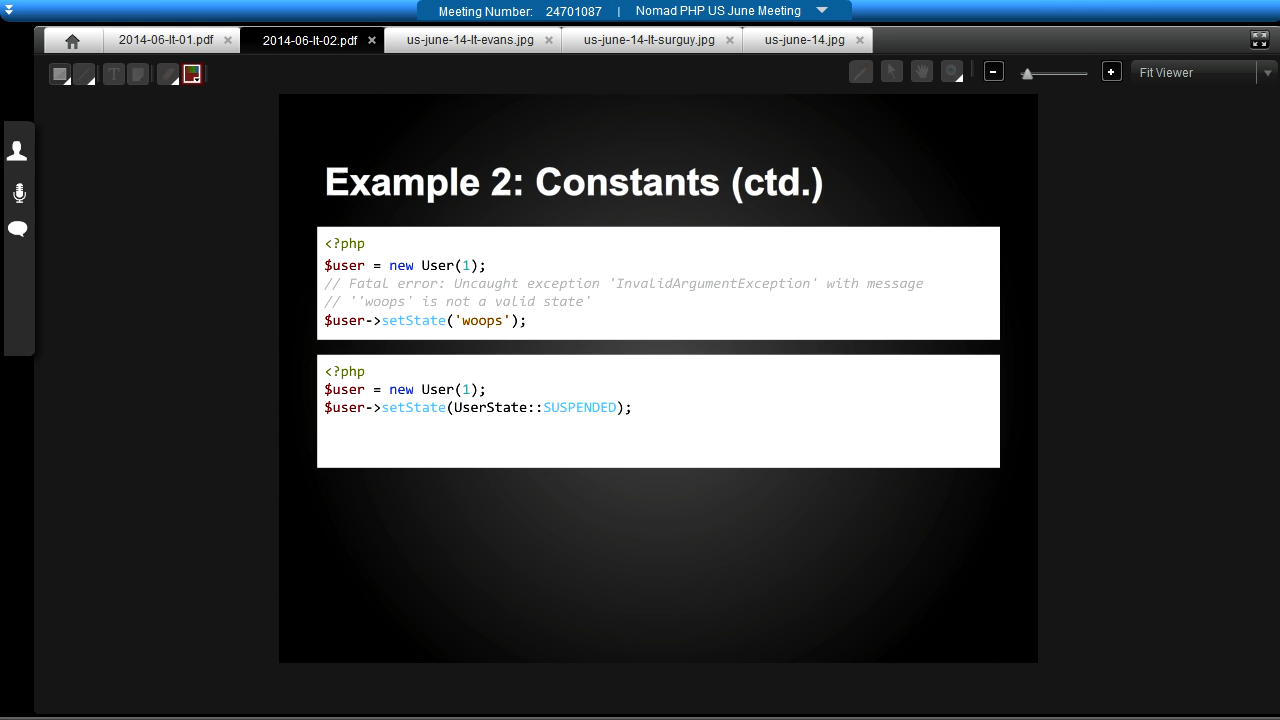 Meeting Number: 24701087 | Nomad PHP US June Meeting
2014-06-lt-01.pdf 2014-06-lt-02.pdf us-june-14-lt-evans.jpg us-june-14-lt-surguy.jpg us-june-14.jpg
T Fit Viewer
Example 2: Constants (ctd.)
<?php
$user = new User(1);
// Fatal error: Uncaught exception 'InvalidArgumentException' with message
// ''woops' is not a valid state'
$user->setState('woops');
<?php
$user = new User(1);
$user->setState(UserState::SUSPENDED);